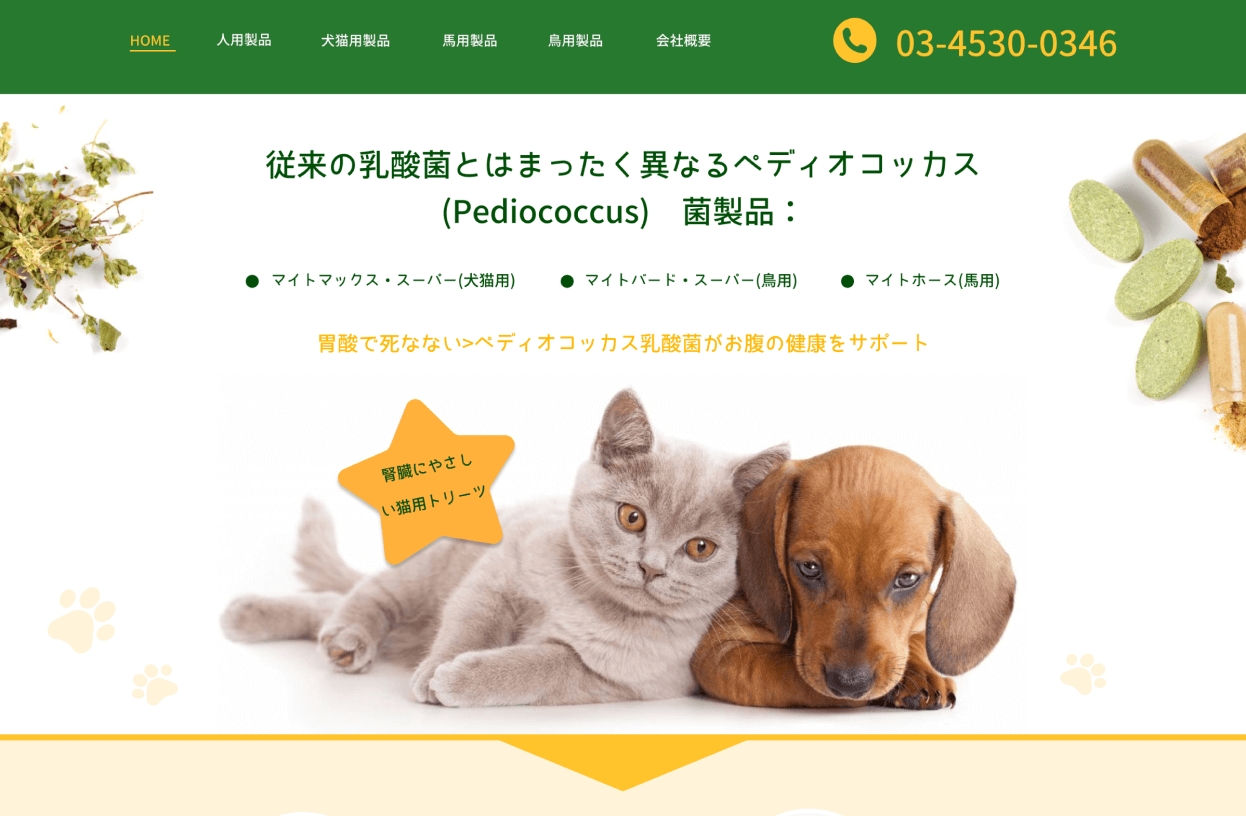 HOME 人用製品 犬猫用製品 馬用製品 鳥用製品 会社概要 03-4530-0346
従来の乳酸菌とはまったく異なるペディオコッカス
(Pediococcus)　菌製品：
● マイトマックス・スーパー(犬猫用) ● マイトバード・スーパー(鳥用) ● マイトホース(馬用)
胃酸で死なない>ペディオコッカス乳酸菌がお腹の健康をサポート
腎臓にやさし
い猫用トリーツ